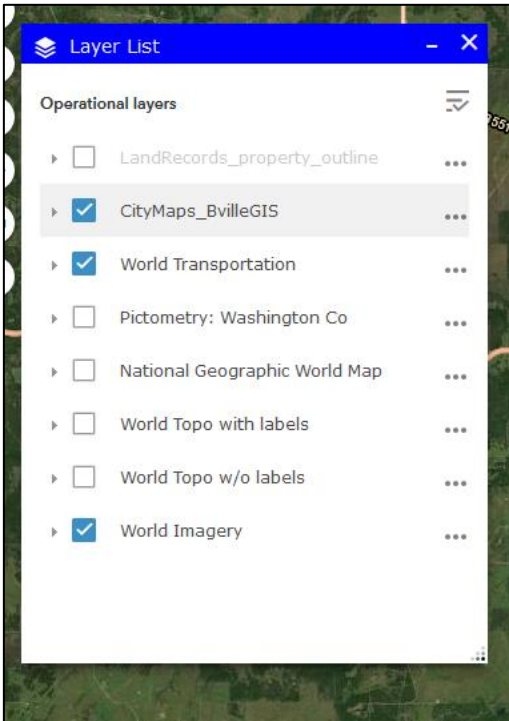 Layer List
Operational layers
LandRecords_property_outline
CityMaps_BvilleGIS
World Transportation
Pictometry: Washington Co
National Geographic World Map
World Topo with labels
World Topo w/o labels
World Imagery